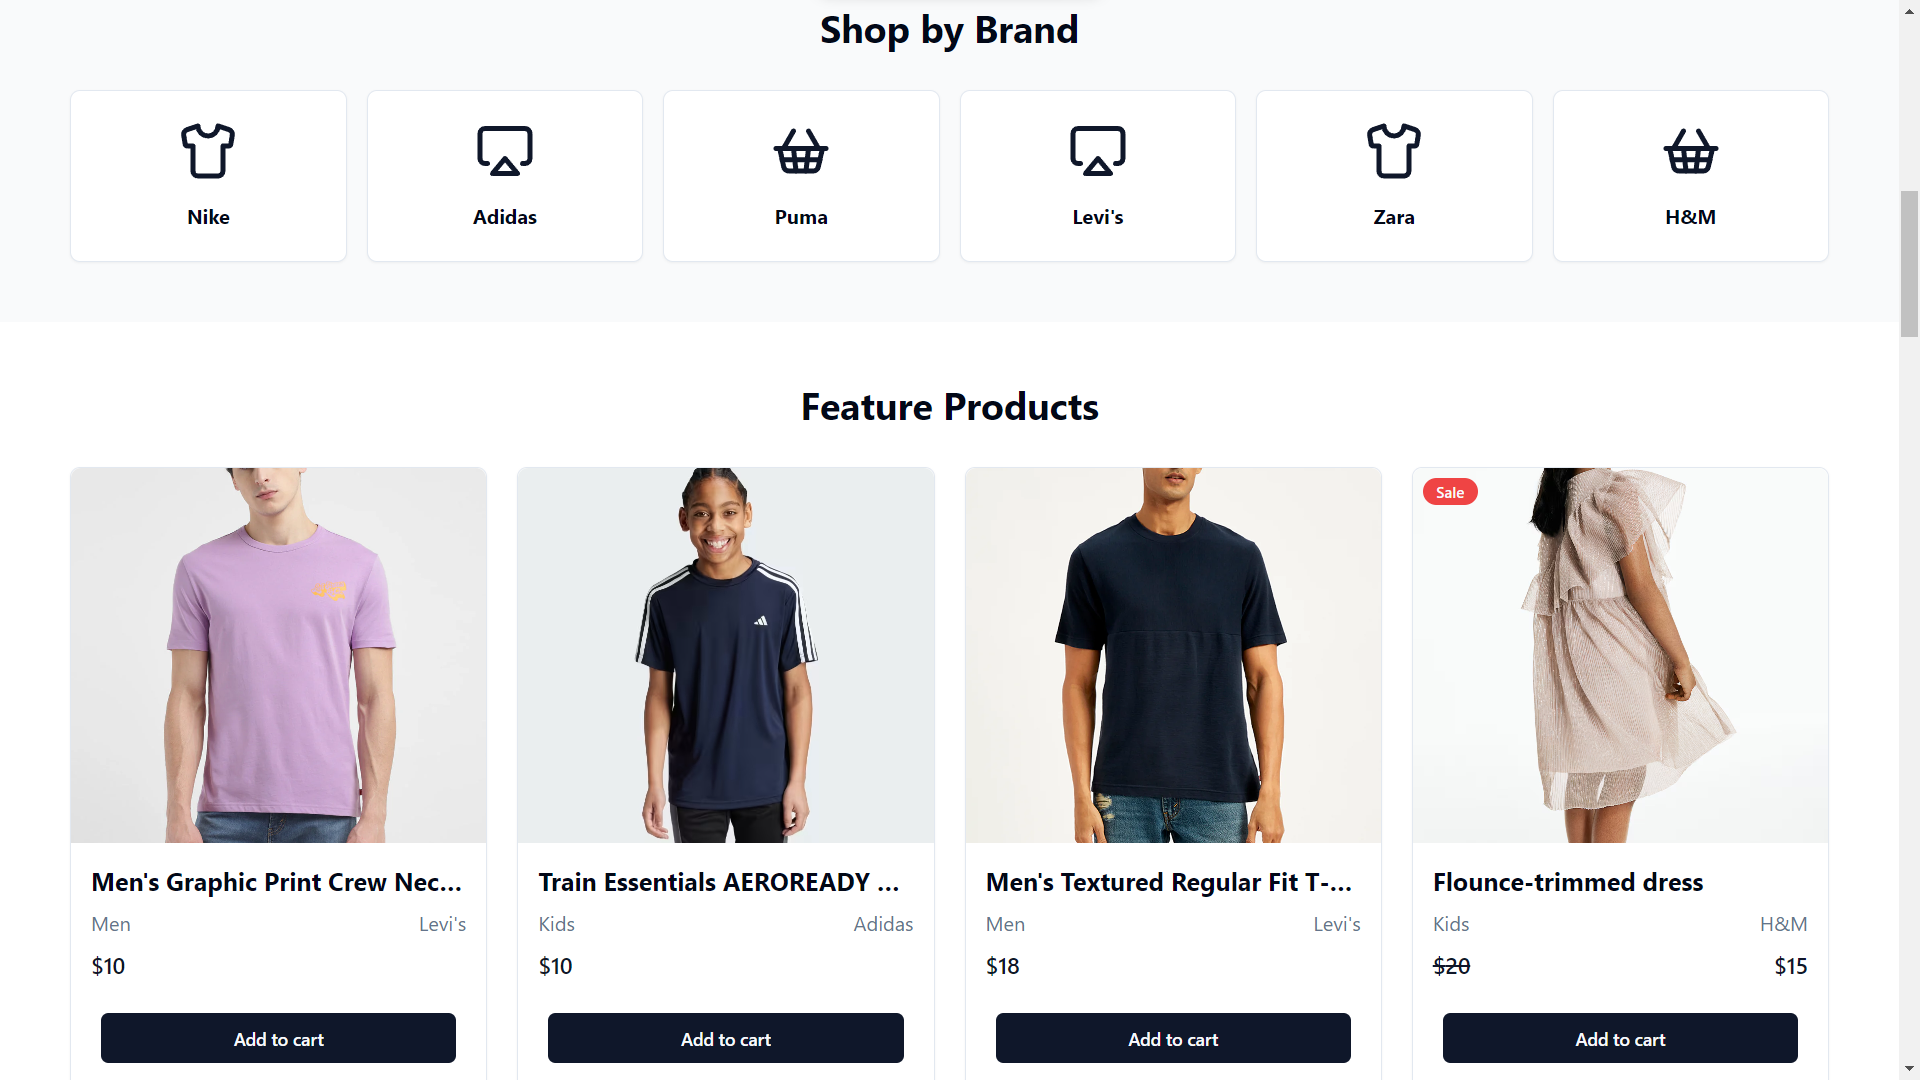 Shop by Brand
Nike
Adidas
Puma
Levi's
Zara
H&M
Feature Products
Sale
Men's Graphic Print Crew Nec...
Men
Levi's
$10
Add to cart
Train Essentials AEROREADY ...
Kids
Adidas
$10
Add to cart
Men's Textured Regular Fit T-...
Men
Levi's
$18
Add to cart
Flounce-trimmed dress
Kids
H&M
$20
$15
Add to cart